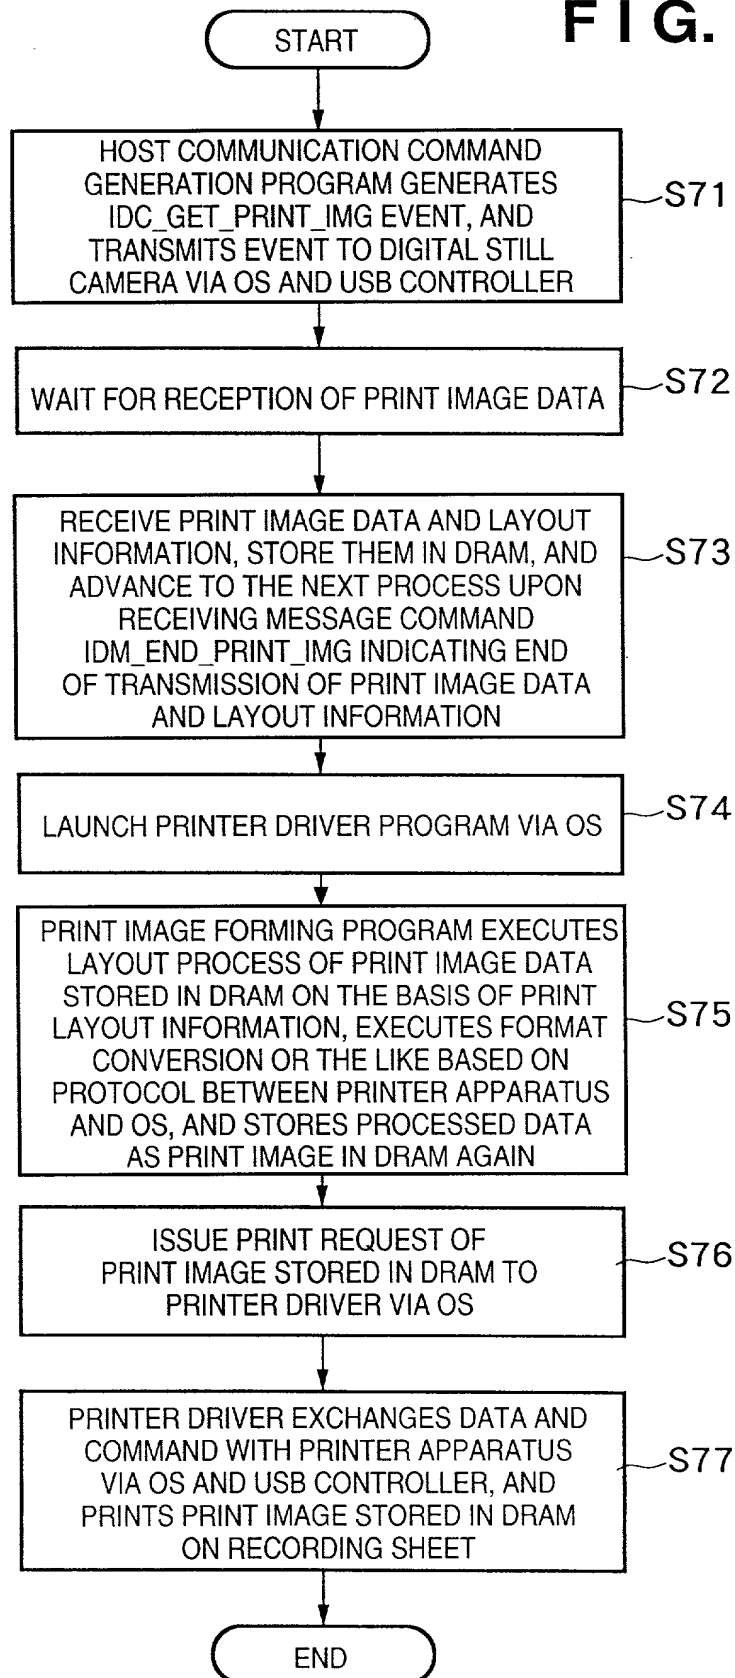 FIG.
START
HOST COMMUNICATION COMMAND
GENERATION PROGRAM GENERATES
IDC_GET_PRINT_IMG EVENT, AND
TRANSMITS EVENT TO DIGITAL STILL
CAMERA VIA OS AND USB CONTROLLER
S71
WAIT FOR RECEPTION OF PRINT IMAGE DATA
S72
RECEIVE PRINT IMAGE DATA AND LAYOUT
INFORMATION, STORE THEM IN DRAM, AND
ADVANCE TO THE NEXT PROCESS UPON
RECEIVING MESSAGE COMMAND
IDM_END_PRINT_IMG INDICATING END
OF TRANSMISSION OF PRINT IMAGE DATA
AND LAYOUT INFORMATION
S73
LAUNCH PRINTER DRIVER PROGRAM VIA OS
S74
PRINT IMAGE FORMING PROGRAM EXECUTES
LAYOUT PROCESS OF PRINT IMAGE DATA
STORED IN DRAM ON THE BASIS OF PRINT
LAYOUT INFORMATION, EXECUTES FORMAT
CONVERSION OR THE LIKE BASED ON
PROTOCOL BETWEEN PRINTER APPARATUS
AND OS, AND STORES PROCESSED DATA
AS PRINT IMAGE IN DRAM AGAIN
S75
ISSUE PRINT REQUEST OF
PRINT IMAGE STORED IN DRAM TO
PRINTER DRIVER VIA OS
S76
PRINTER DRIVER EXCHANGES DATA AND
COMMAND WITH PRINTER APPARATUS
VIA OS AND USB CONTROLLER, AND
PRINTS PRINT IMAGE STORED IN DRAM
ON RECORDING SHEET
S77
END